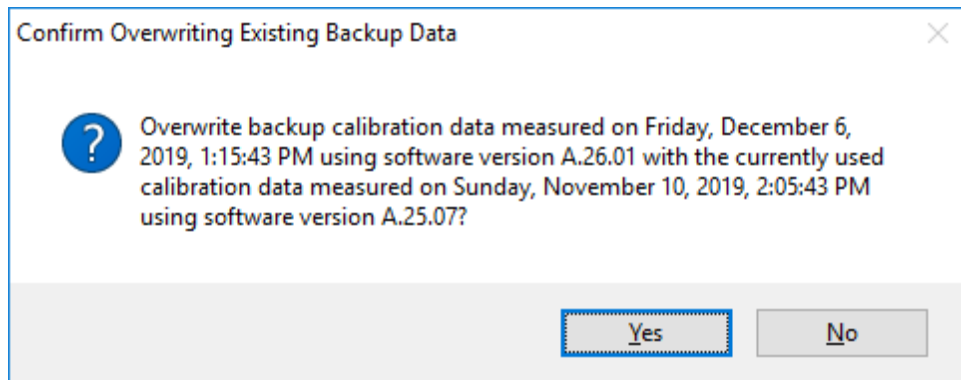 Confirm Overwriting Existing Backup Data
?
Overwrite backup calibration data measured on Friday, December 6,
2019, 1:15:43 PM using software version A.26.01 with the currently used
calibration data measured on Sunday, November 10, 2019, 2:05:43 PM
using software version A.25.07?
Yes
No